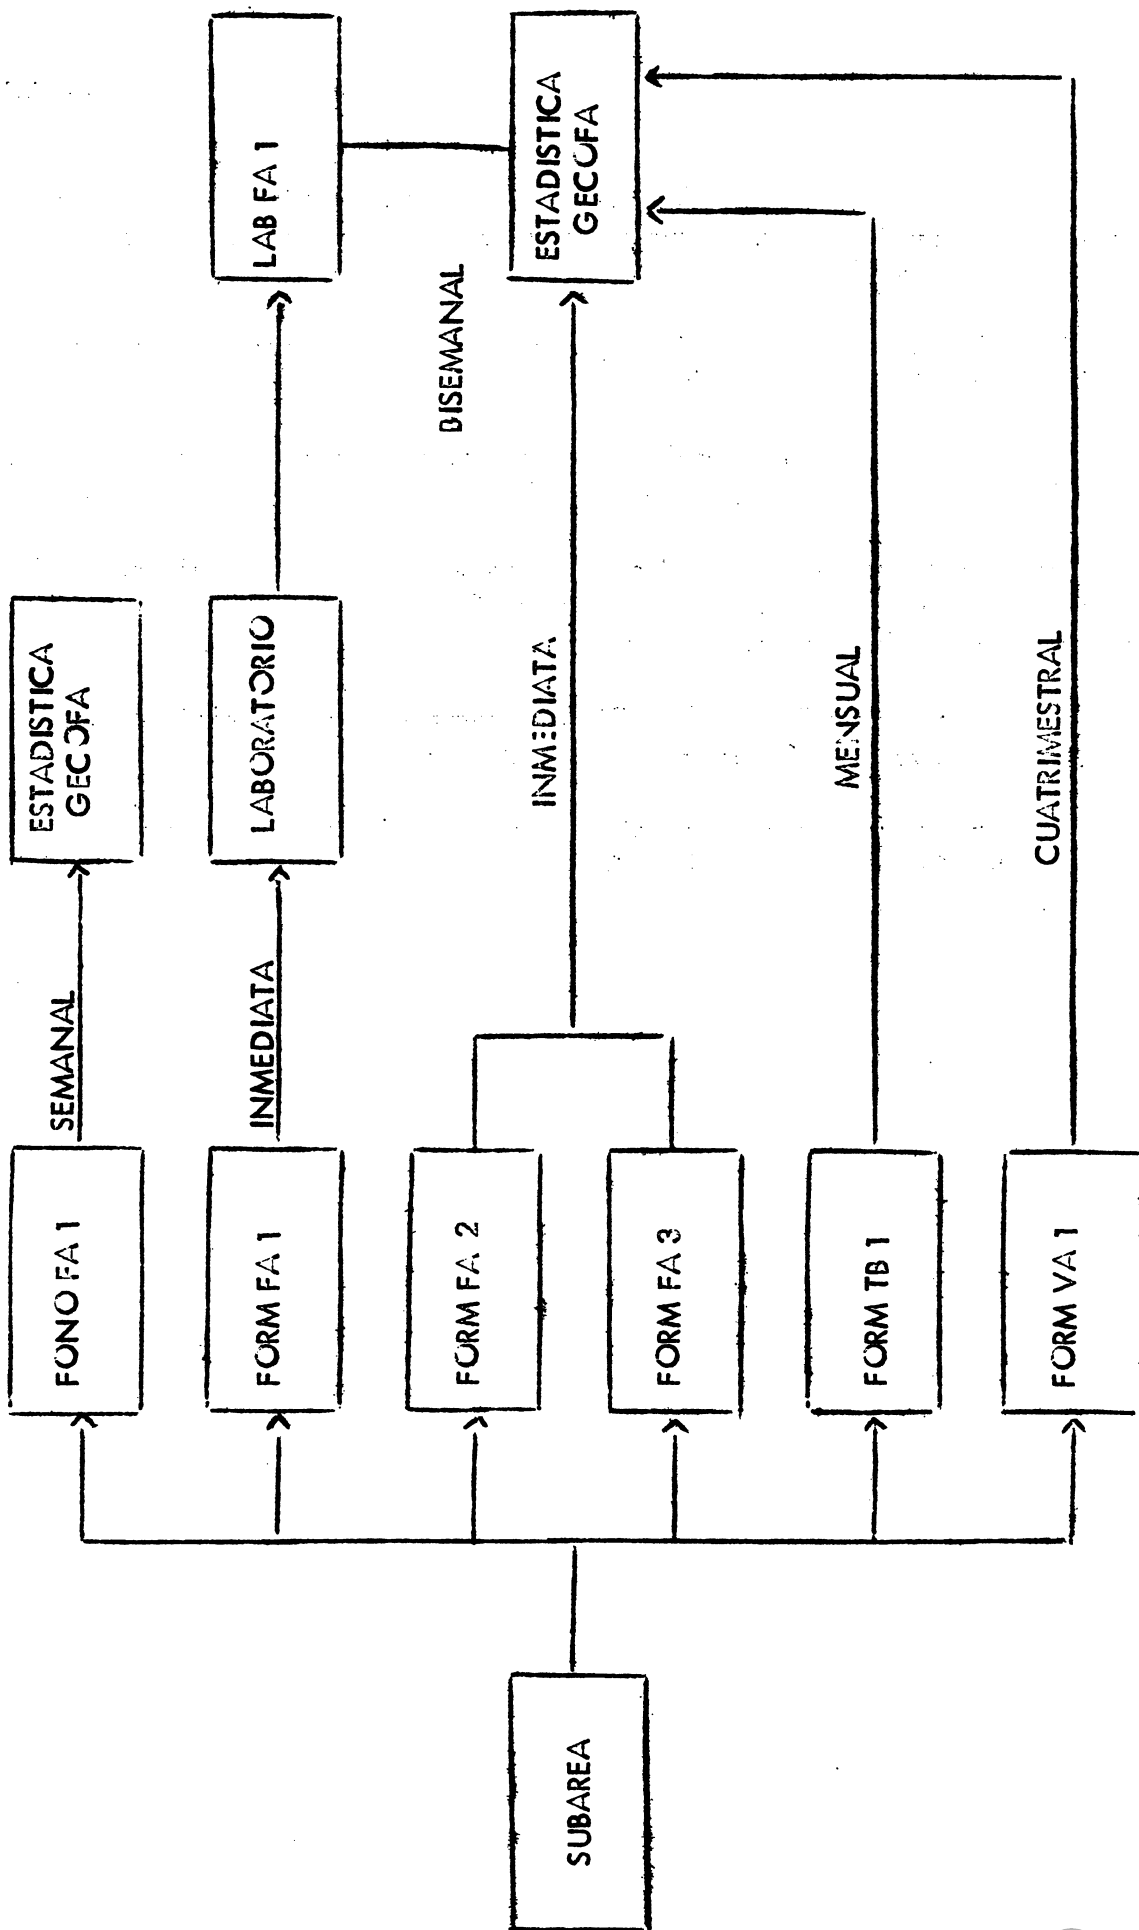 SUBAREA
FONO FA 1
SEMANAL
ESTADISTICA
GECOFA
FORM FA 1
INMEDIATA
LABORATORIO
LAB FA 1
BISEMANAL
FORM FA 2
FORM FA 3
INMEDIATA
ESTADISTICA
GECOFA
FORM TB 1
MENSUAL
FORM VA 1
CUATRIMESTRAL